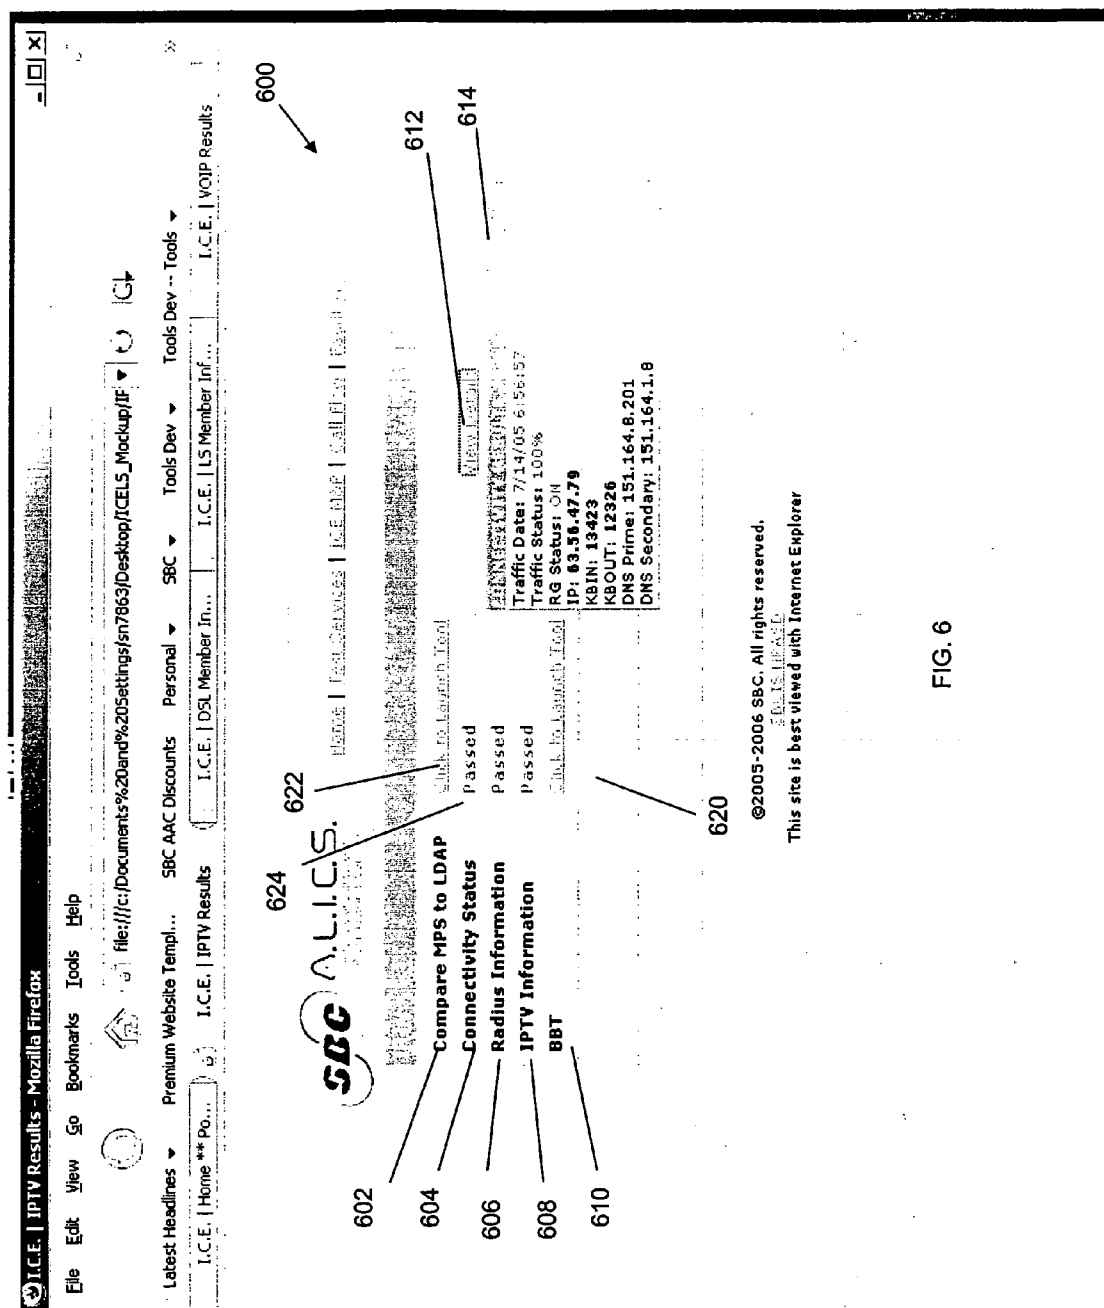 I.C.E. | IPTV Results - Mozilla Firefox
File Edit View Go Bookmarks Tools Help
file:///c:/Documents%20and%20Settings/sn7863/Desktop/ICELS_Mockup/IF
Latest Headlines Premium Website Templ... SBC AAC Discounts Personal SBC Tools Dev Tools Dev -- Tools
I.C.E. | Home ** Po... I.C.E. | IPTV Results I.C.E. | DSL Member In... I.C.E. | LS Member Inf... I.C.E. | VOIP Results
600
SBC A.L.I.C.S.
Home | Test Services | ICE MAP | Call Flow |
624
622
612
614
602 Compare MPS to LDAP Click to Launch Tool
604 Connectivity Status Passed View Detail
606 Radius Information Passed
608 IPTV Information Passed
610 BBT Click to Launch Tool
Traffic Date: 7/14/05 6:56:57
Traffic Status: 100%
RG Status: ON
IP: 63.56.47.79
KBIN: 13423
KBOUT: 12326
DNS Prime: 151.164.8.201
DNS Secondary: 151.164.1.8
620
©2005-2006 SBC. All rights reserved.
This site is best viewed with Internet Explorer
FIG. 6